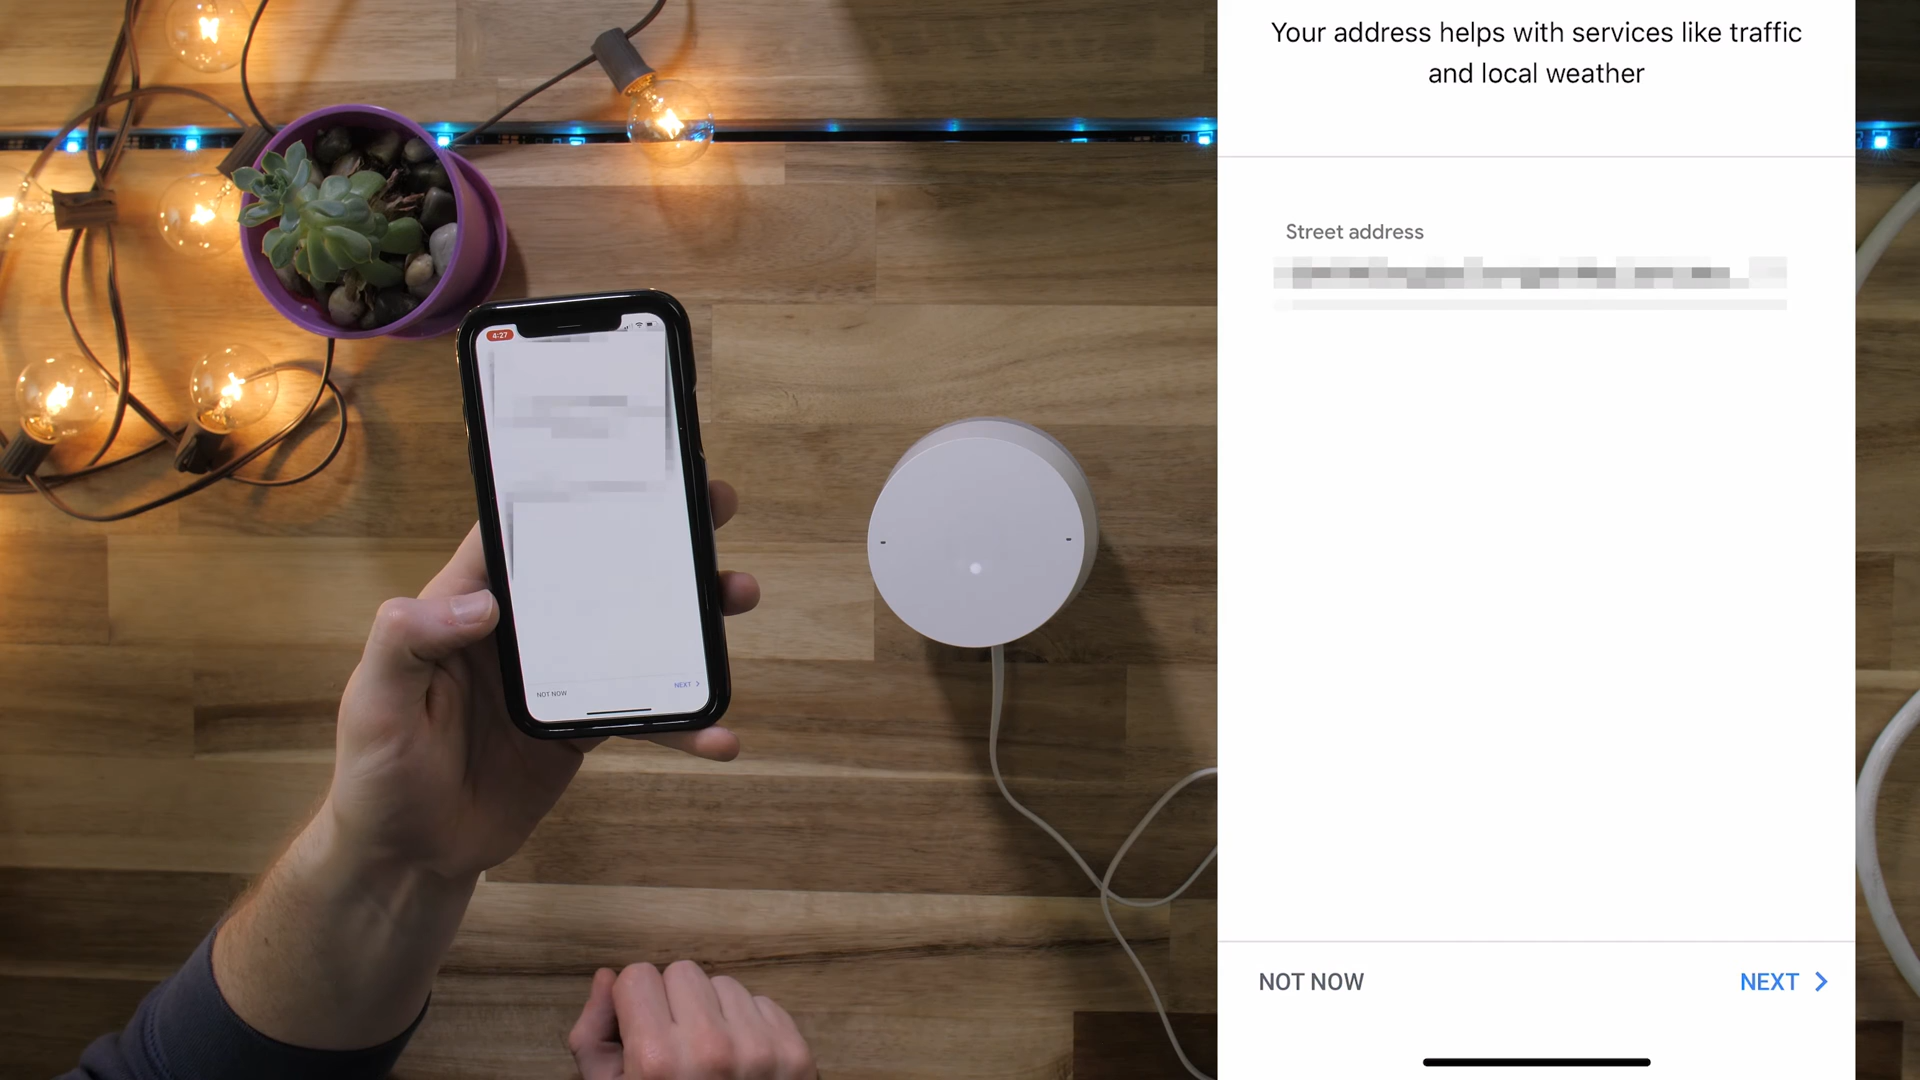 4:27
NOT NOW
NEXT
Your address helps with services like traffic
and local weather
Street address
NOT NOW
NEXT